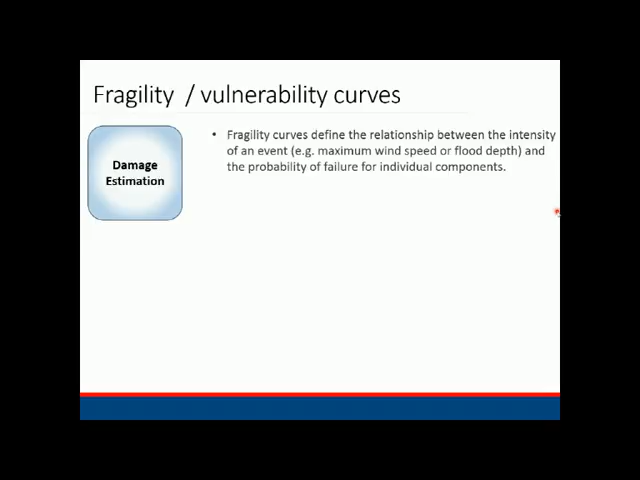 Fragility / vulnerability curves
Damage
Estimation
• Fragility curves define the relationship between the intensity
of an event (e.g. maximum wind speed or flood depth) and
the probability of failure for individual components.